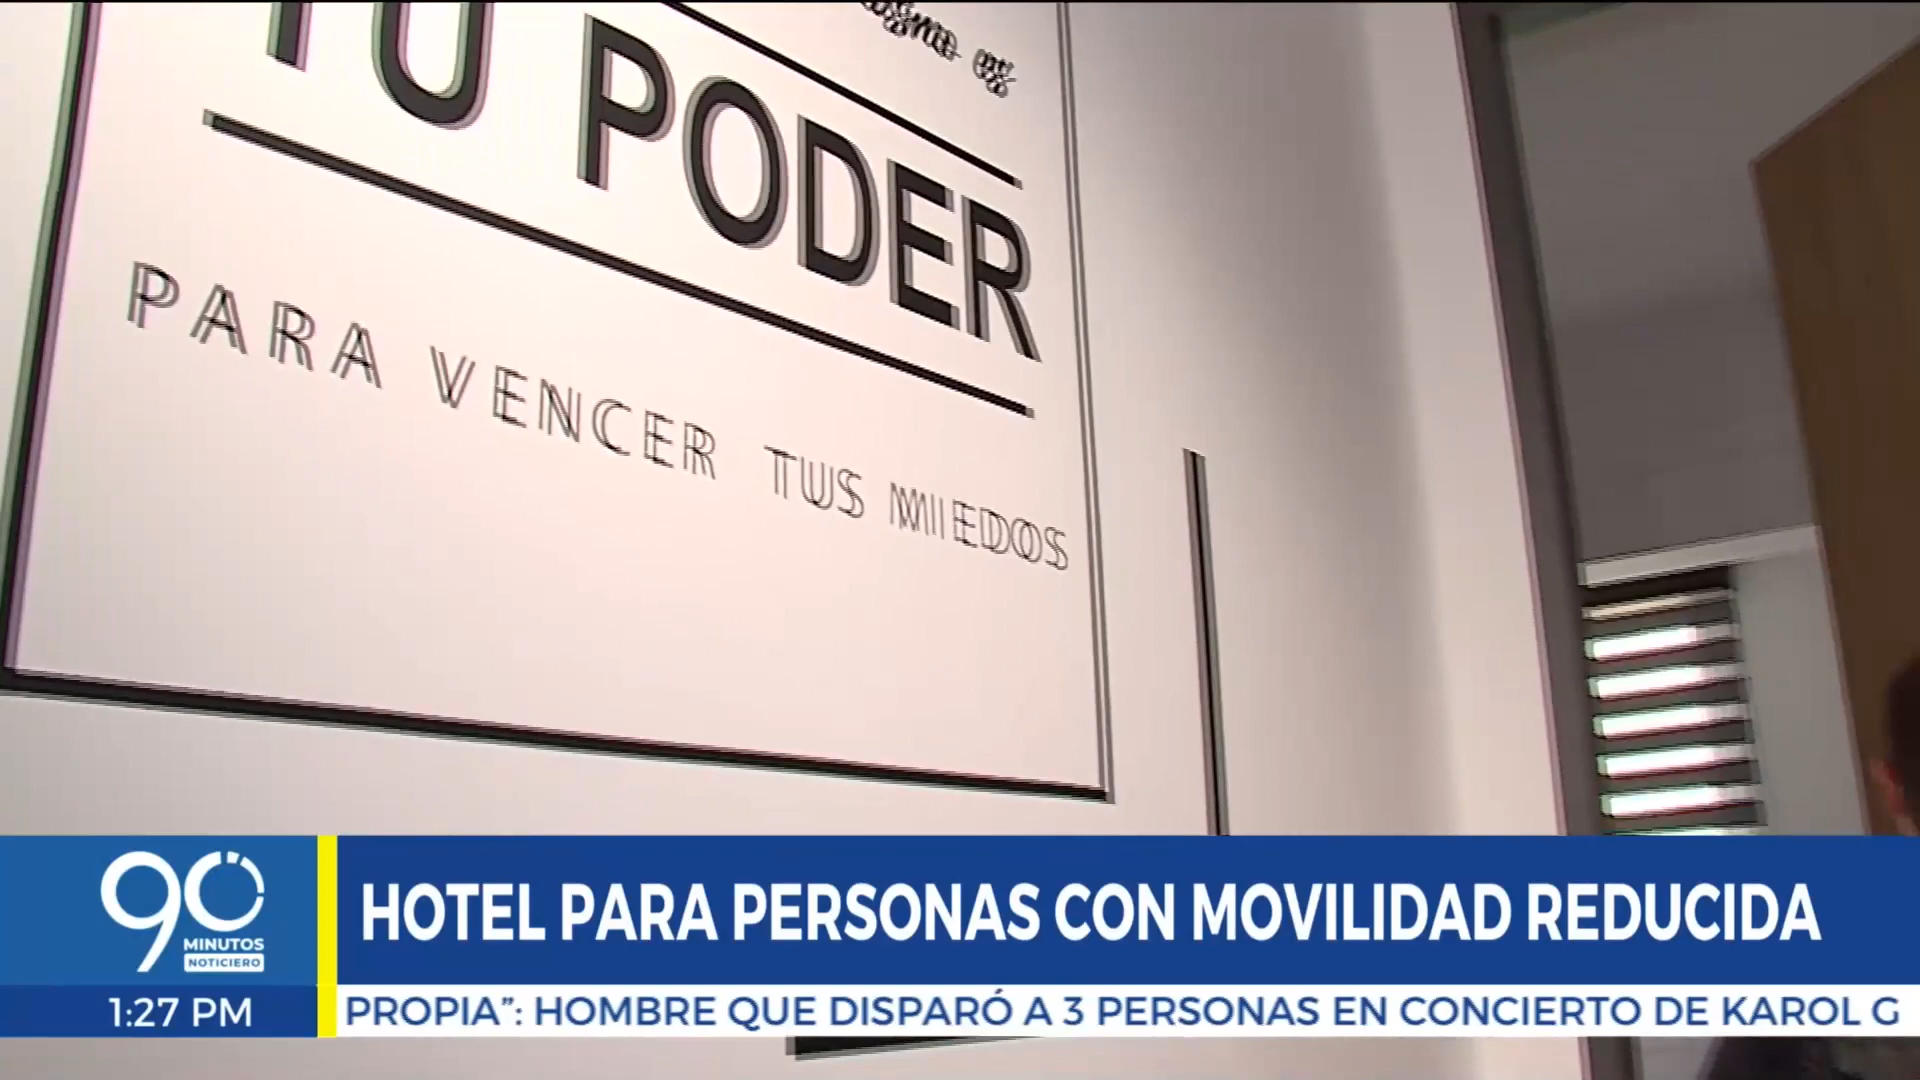 TU PODER
PARA VENCER TUS MIEDOS
90
MINUTOS
NOTICIERO
HOTEL PARA PERSONAS CON MOVILIDAD REDUCIDA
1:27 PM
PROPIA”: HOMBRE QUE DISPARÓ A 3 PERSONAS EN CONCIERTO DE KAROL G